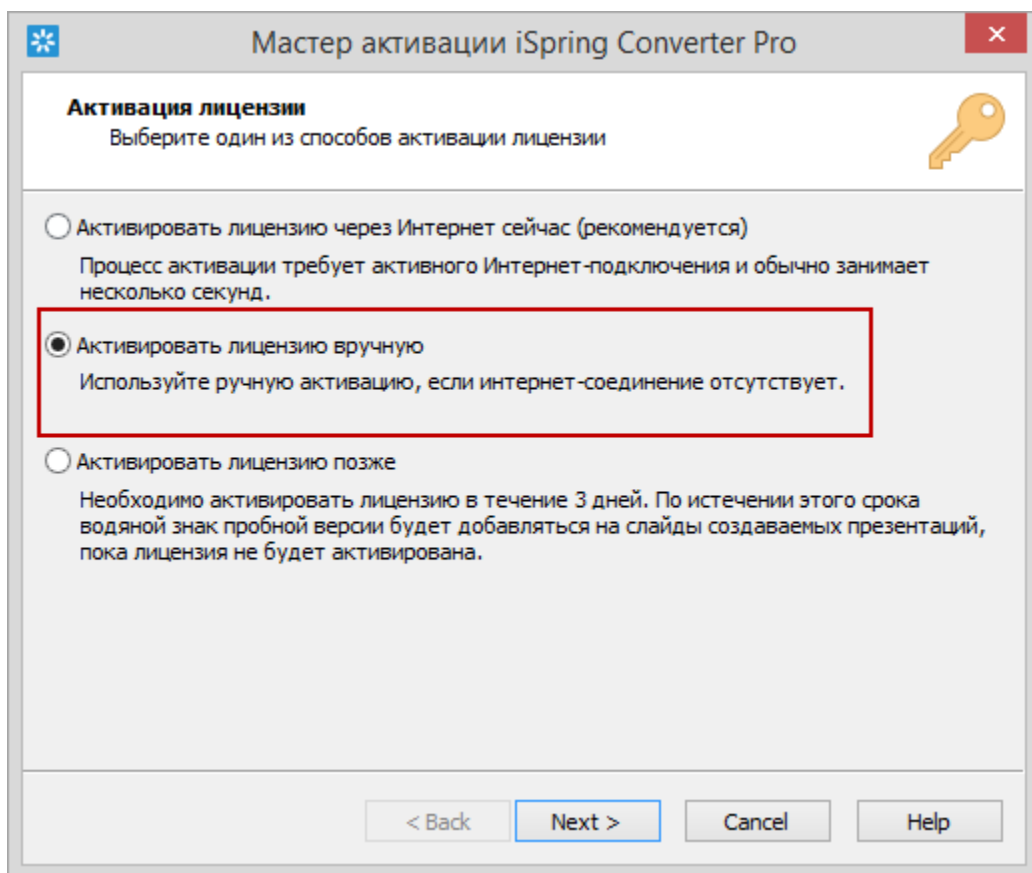 Мастер активации iSpring Converter Pro
Активация лицензии
Выберите один из способов активации лицензии
Активировать лицензию через Интернет сейчас (рекомендуется)
Процесс активации требует активного Интернет-подключения и обычно занимает
несколько секунд.
Активировать лицензию вручную
Используйте ручную активацию, если интернет-соединение отсутствует.
Активировать лицензию позже
Необходимо активировать лицензию в течение 3 дней. По истечении этого срока
водяной знак пробной версии будет добавляться на слайды создаваемых презентаций,
пока лицензия не будет активирована.
< Back Next > Cancel Help